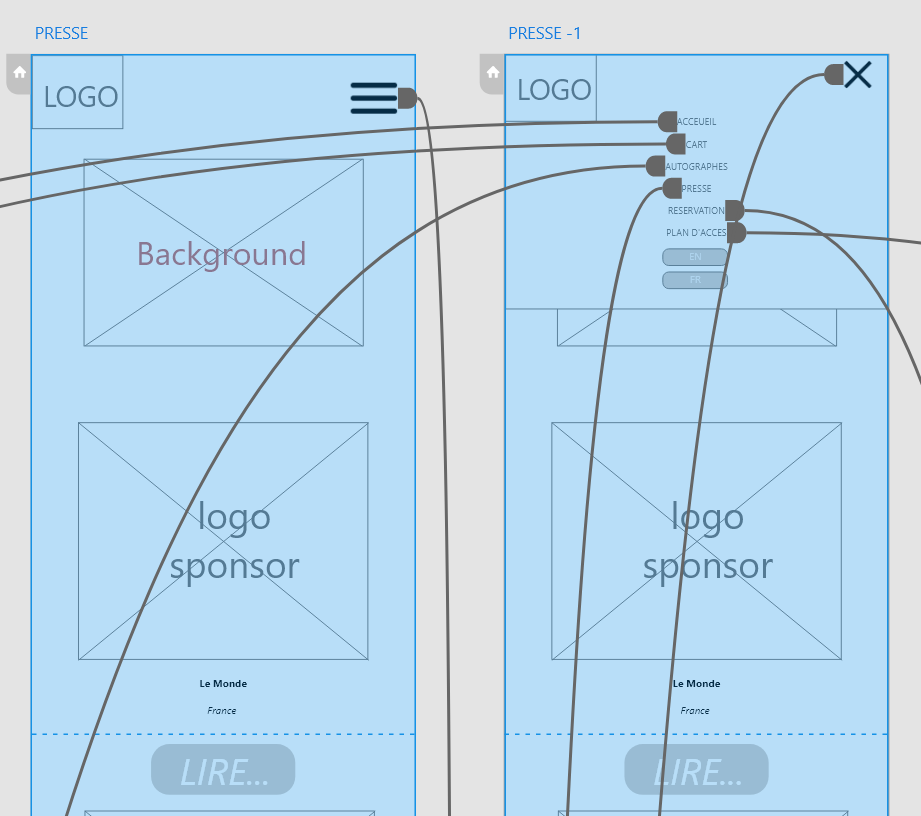 PRESSE
LOGO
Background
logo
sponsor
Le Monde
France
LIRE...
PRESSE -1
LOGO
ACCEUEIL
CART
AUTOGRAPHES
PRESSE
RESERVATION
PLAN D'ACCES
EN
FR
logo
sponsor
Le Monde
France
LIRE...